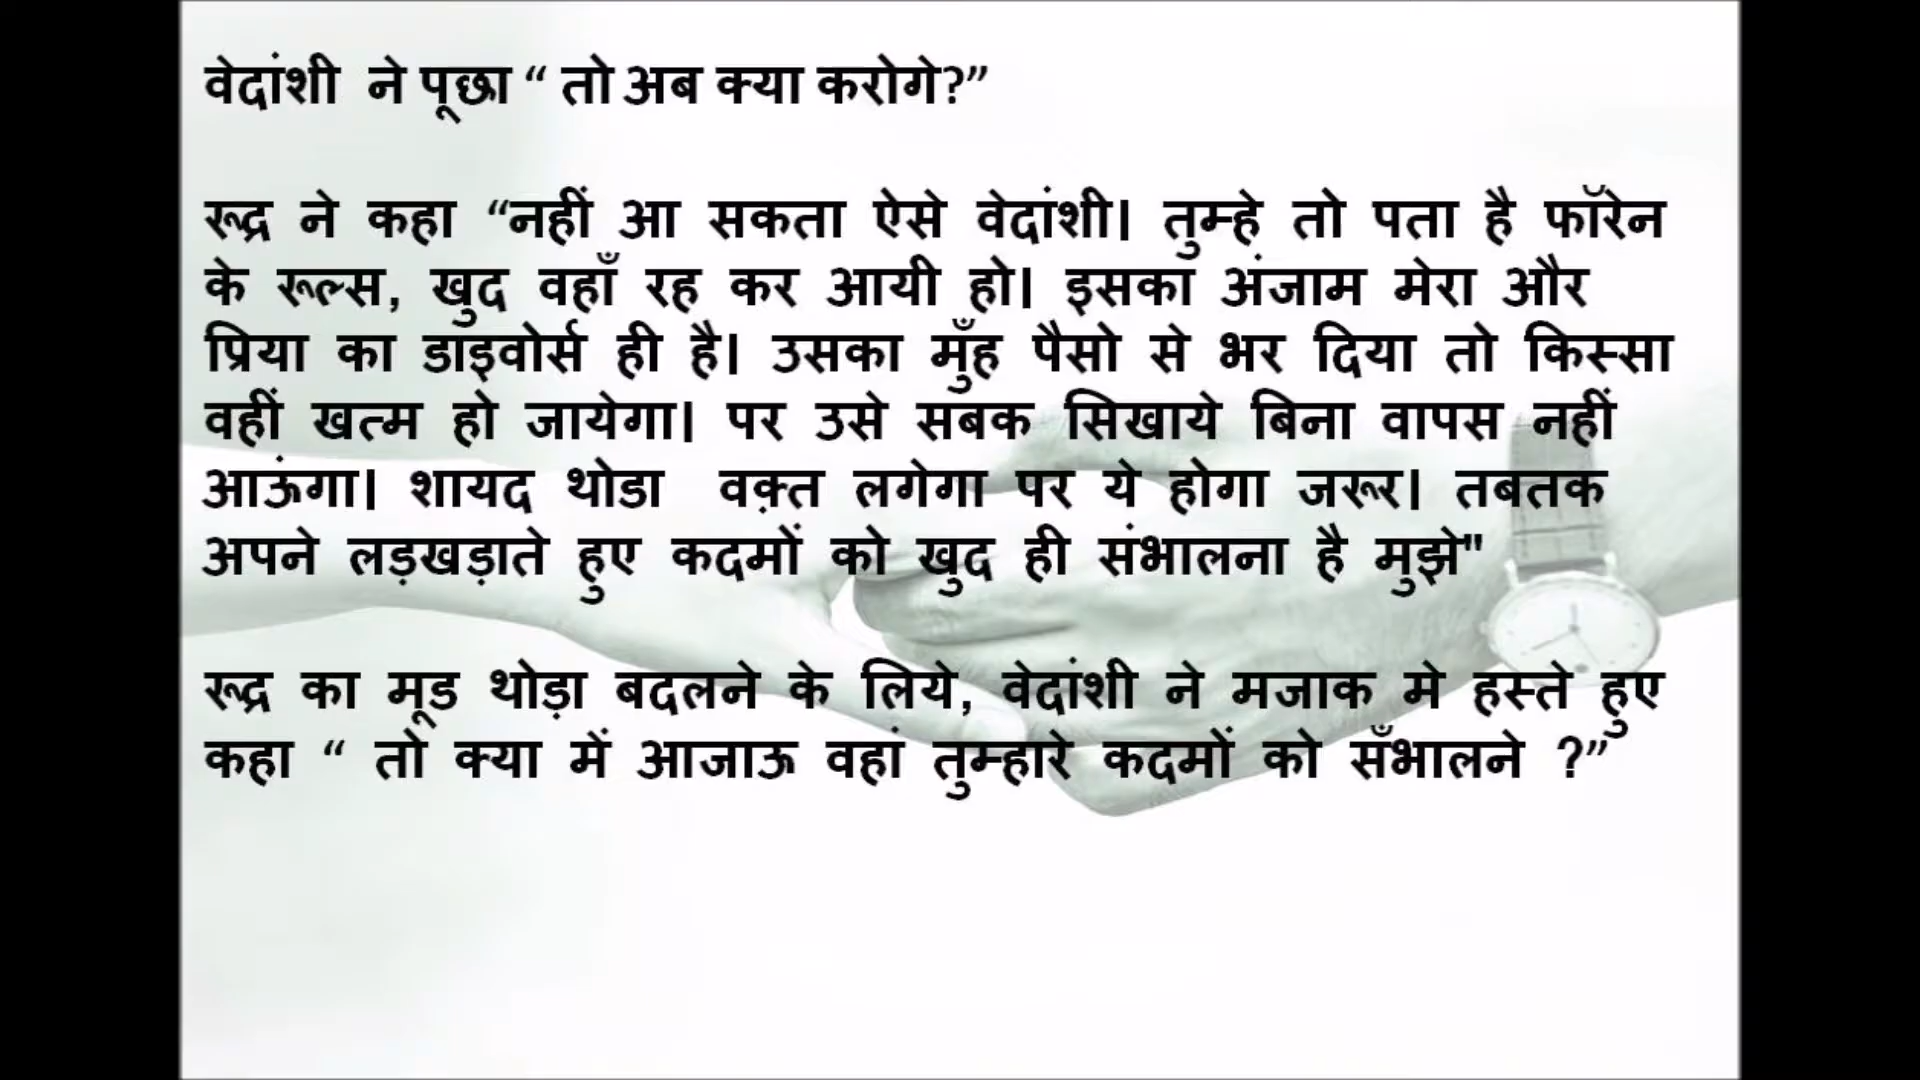 वेदांशी ने पूछा “ तो अब क्या करोगे?”
रूद्र ने कहा “नहीं आ सकता ऐसे वेदांशी। तुम्हे तो पता है फॉरेन
के रूल्स, खुद वहाँ रह कर आयी हो। इसका अंजाम मेरा और
प्रिया का डाइवोर्स ही है। उसका मुँह पैसो से भर दिया तो किस्सा
वहीं खत्म हो जायेगा। पर उसे सबक सिखाये बिना वापस नहीं
आऊंगा। शायद थोडा वक़्त लगेगा पर ये होगा जरूर। तबतक
अपने लड़खड़ाते हुए कदमों को खुद ही संभालना है मुझे"
रूद्र का मूड थोड़ा बदलने के लिये, वेदांशी ने मजाक मे हस्ते हुए
कहा “ तो क्या में आजाऊ वहां तुम्हारे कदमों को सँभालने ?”